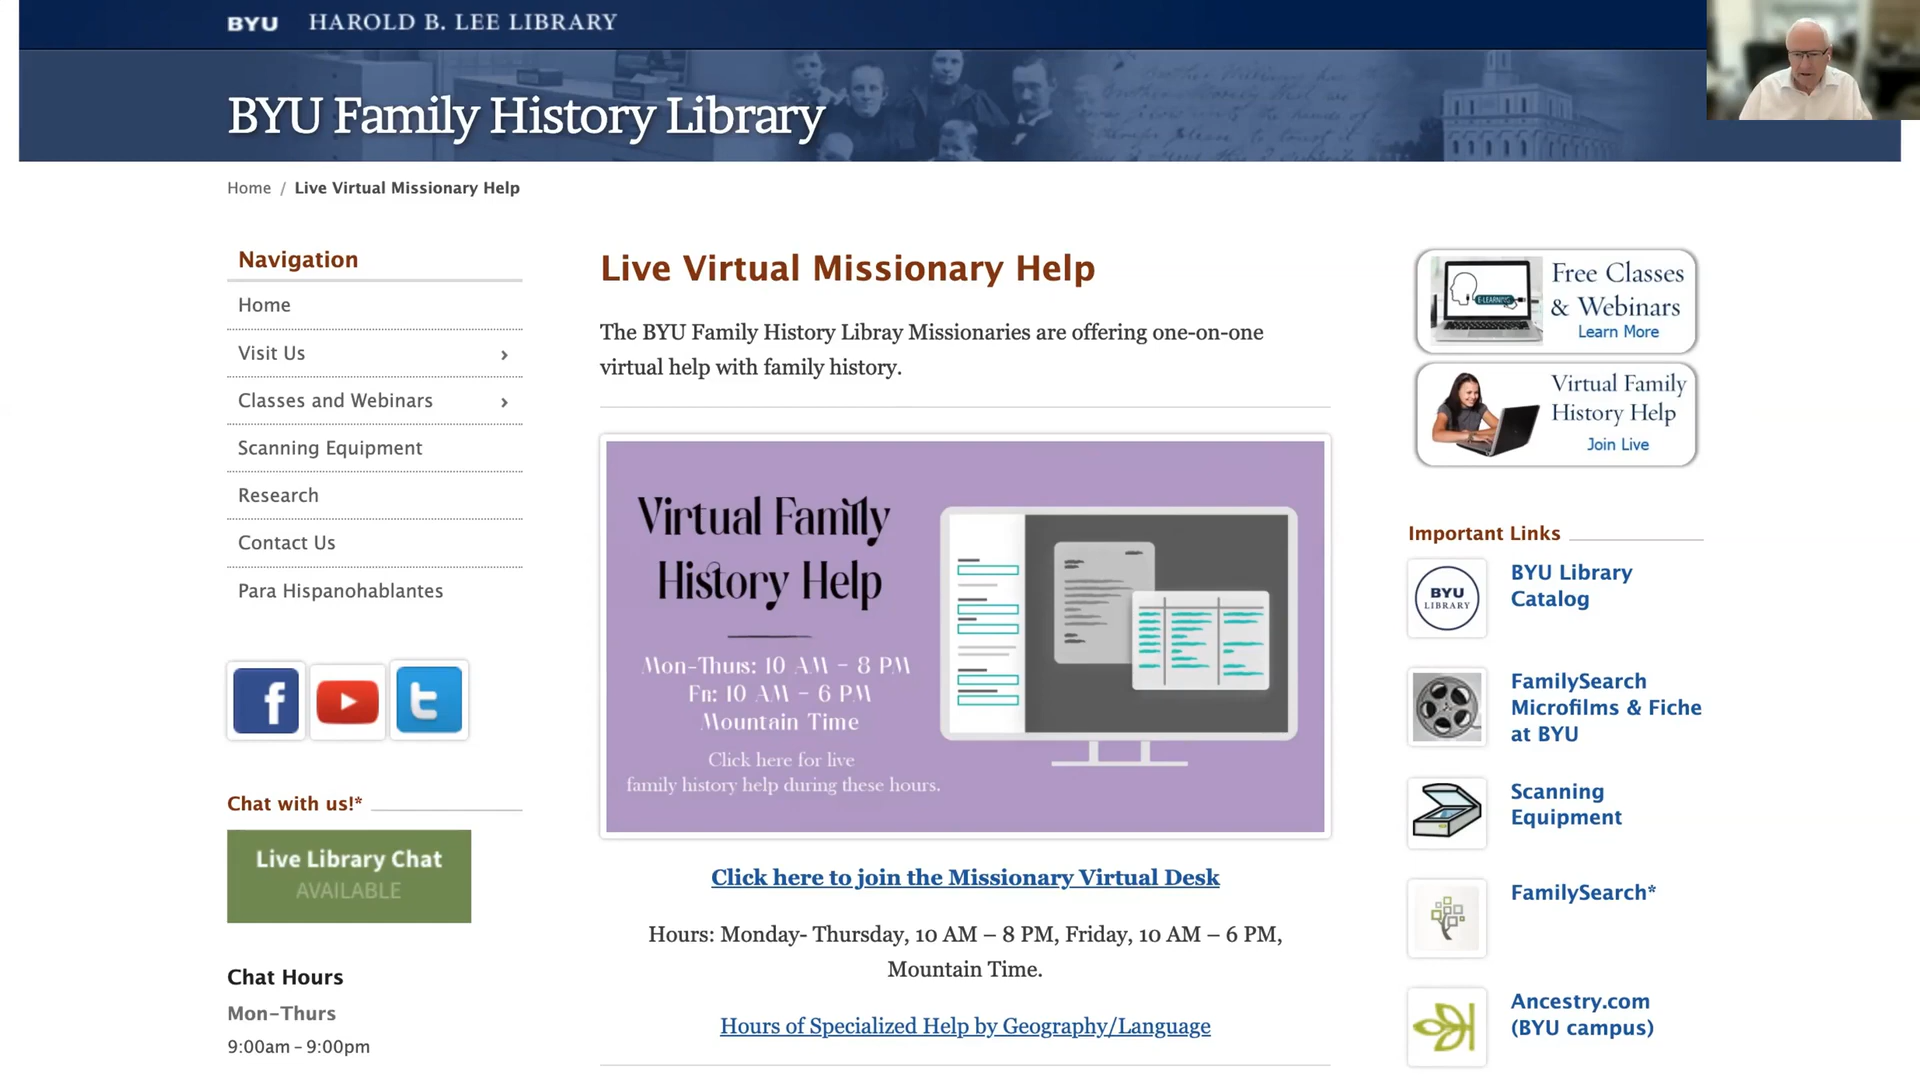 BYU HAROLD B. LEE LIBRARY
BYU Family History Library
Home / Live Virtual Missionary Help
Navigation
Home
Visit Us
Classes and Webinars
Scanning Equipment
Research
Contact Us
Para Hispanohablantes
Chat with us!*
Live Library Chat
AVAILABLE
Chat Hours
Mon-Thurs
9:00am - 9:00pm
Live Virtual Missionary Help
The BYU Family History Libray Missionaries are offering one-on-one
virtual help with family history.
Virtual Family
History Help
Mon-Thurs: 10 AM - 8 PM
Fri: 10 AM - 6 PM
Mountain Time
Click here for live
family history help during these hours.
Click here to join the Missionary Virtual Desk
Hours: Monday- Thursday, 10 AM – 8 PM, Friday, 10 AM – 6 PM,
Mountain Time.
Hours of Specialized Help by Geography/Language
E-LEARNING
Free Classes
& Webinars
Learn More
Virtual Family
History Help
Join Live
Important Links
BYU
LIBRARY
BYU Library
Catalog
FamilySearch
Microfilms & Fiche
at BYU
Scanning
Equipment
FamilySearch*
Ancestry.com
(BYU campus)